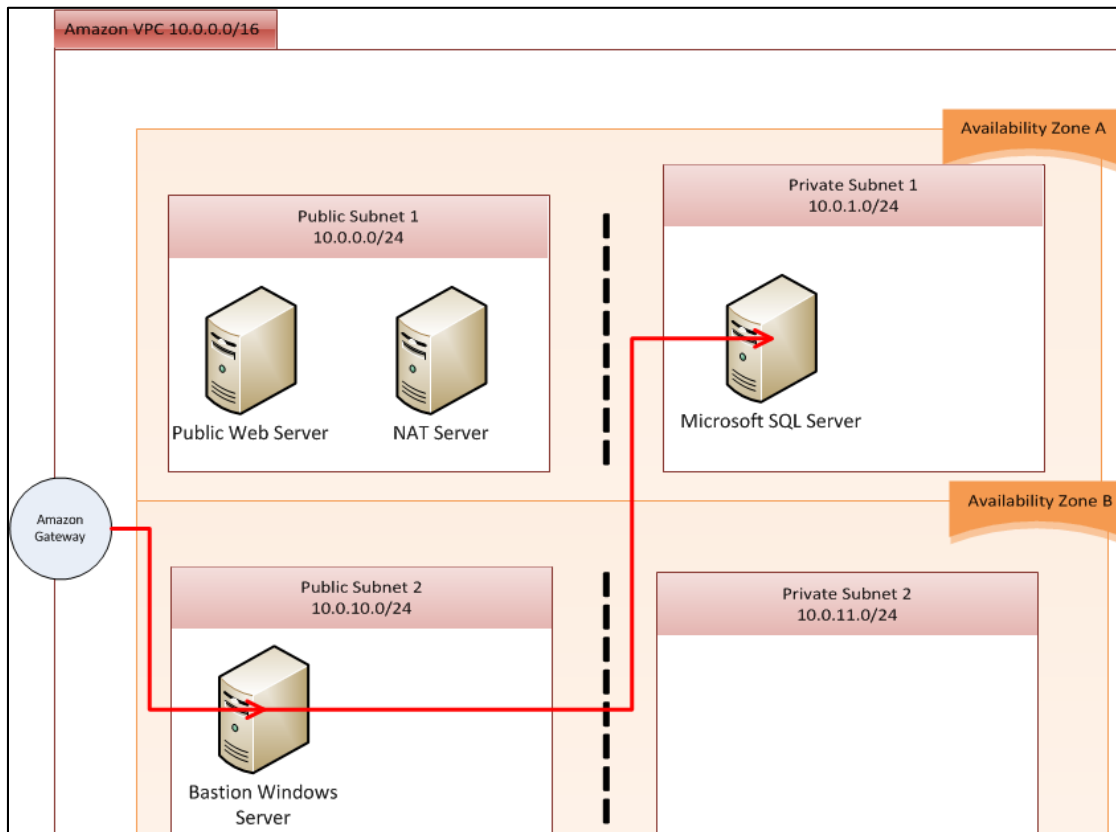 Amazon VPC 10.0.0.0/16
Availability Zone A
Public Subnet 1
10.0.0.0/24
Private Subnet 1
10.0.1.0/24
Public Web Server
NAT Server
Microsoft SQL Server
Amazon
Gateway
Availability Zone B
Public Subnet 2
10.0.10.0/24
Private Subnet 2
10.0.11.0/24
Bastion Windows
Server